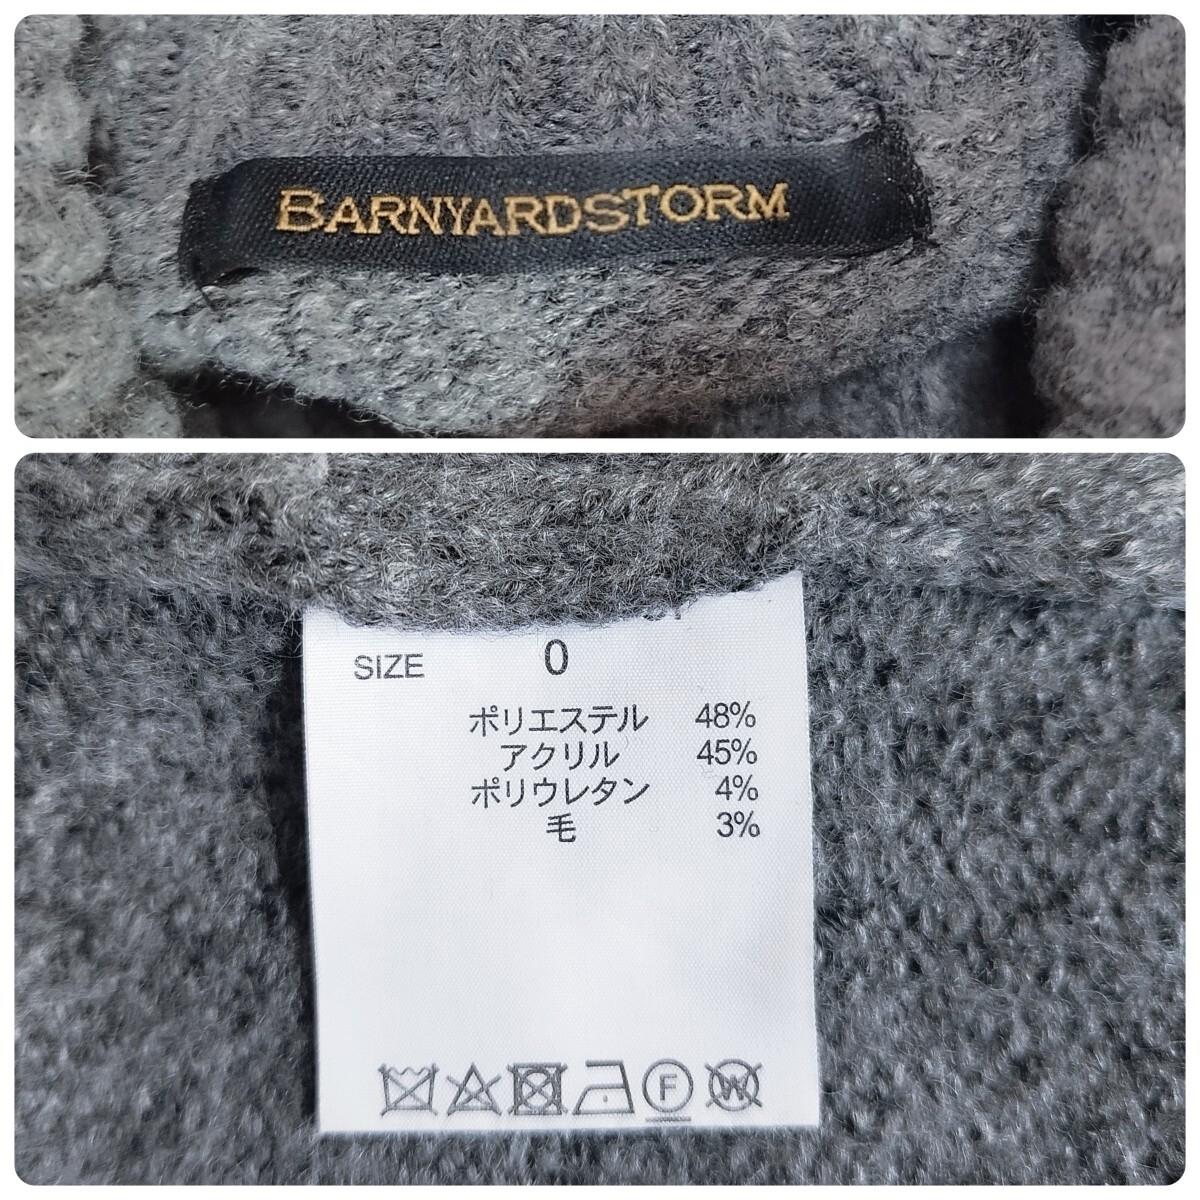 BARNYARDSTORM
SIZE 0
ポリエステル 48%
アクリル 45%
ポリウレタン 4%
毛 3%
F W